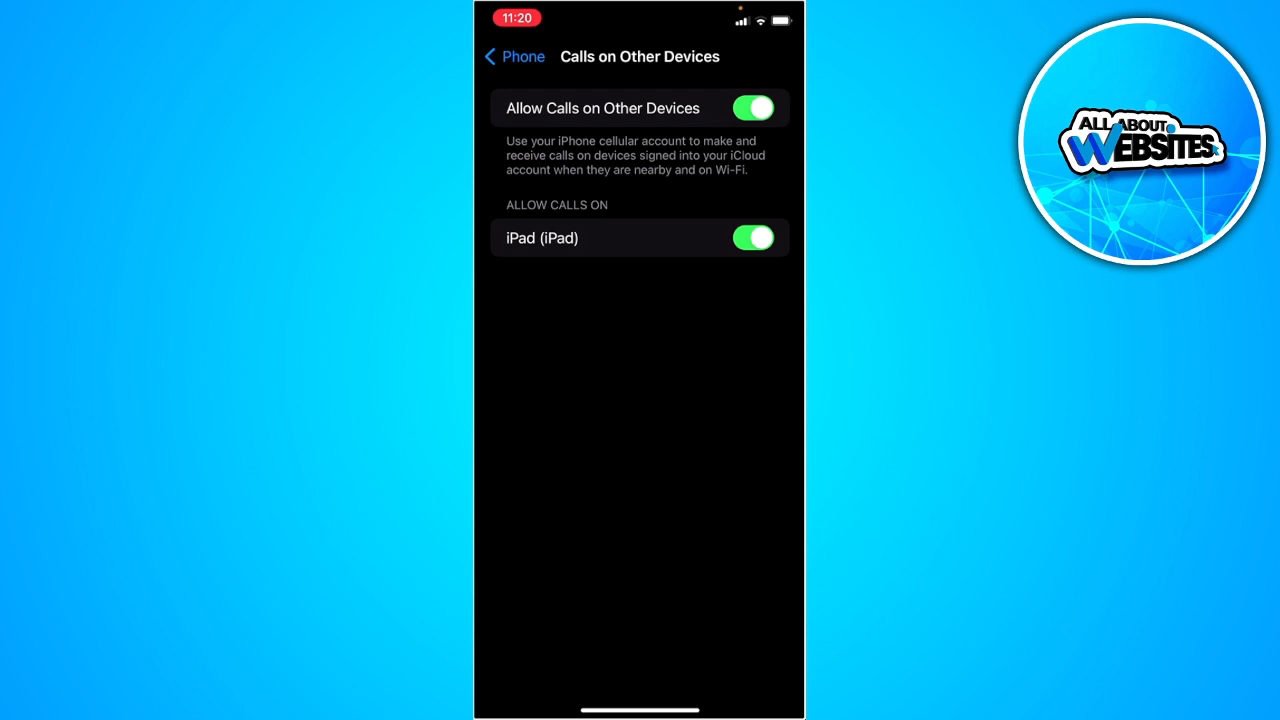 11:20
Phone
Calls on Other Devices
Allow Calls on Other Devices
Use your iPhone cellular account to make and
receive calls on devices signed into your iCloud
account when they are nearby and on Wi-Fi.
ALLOW CALLS ON
iPad (iPad)
ALL ABOUT
WEBSITES